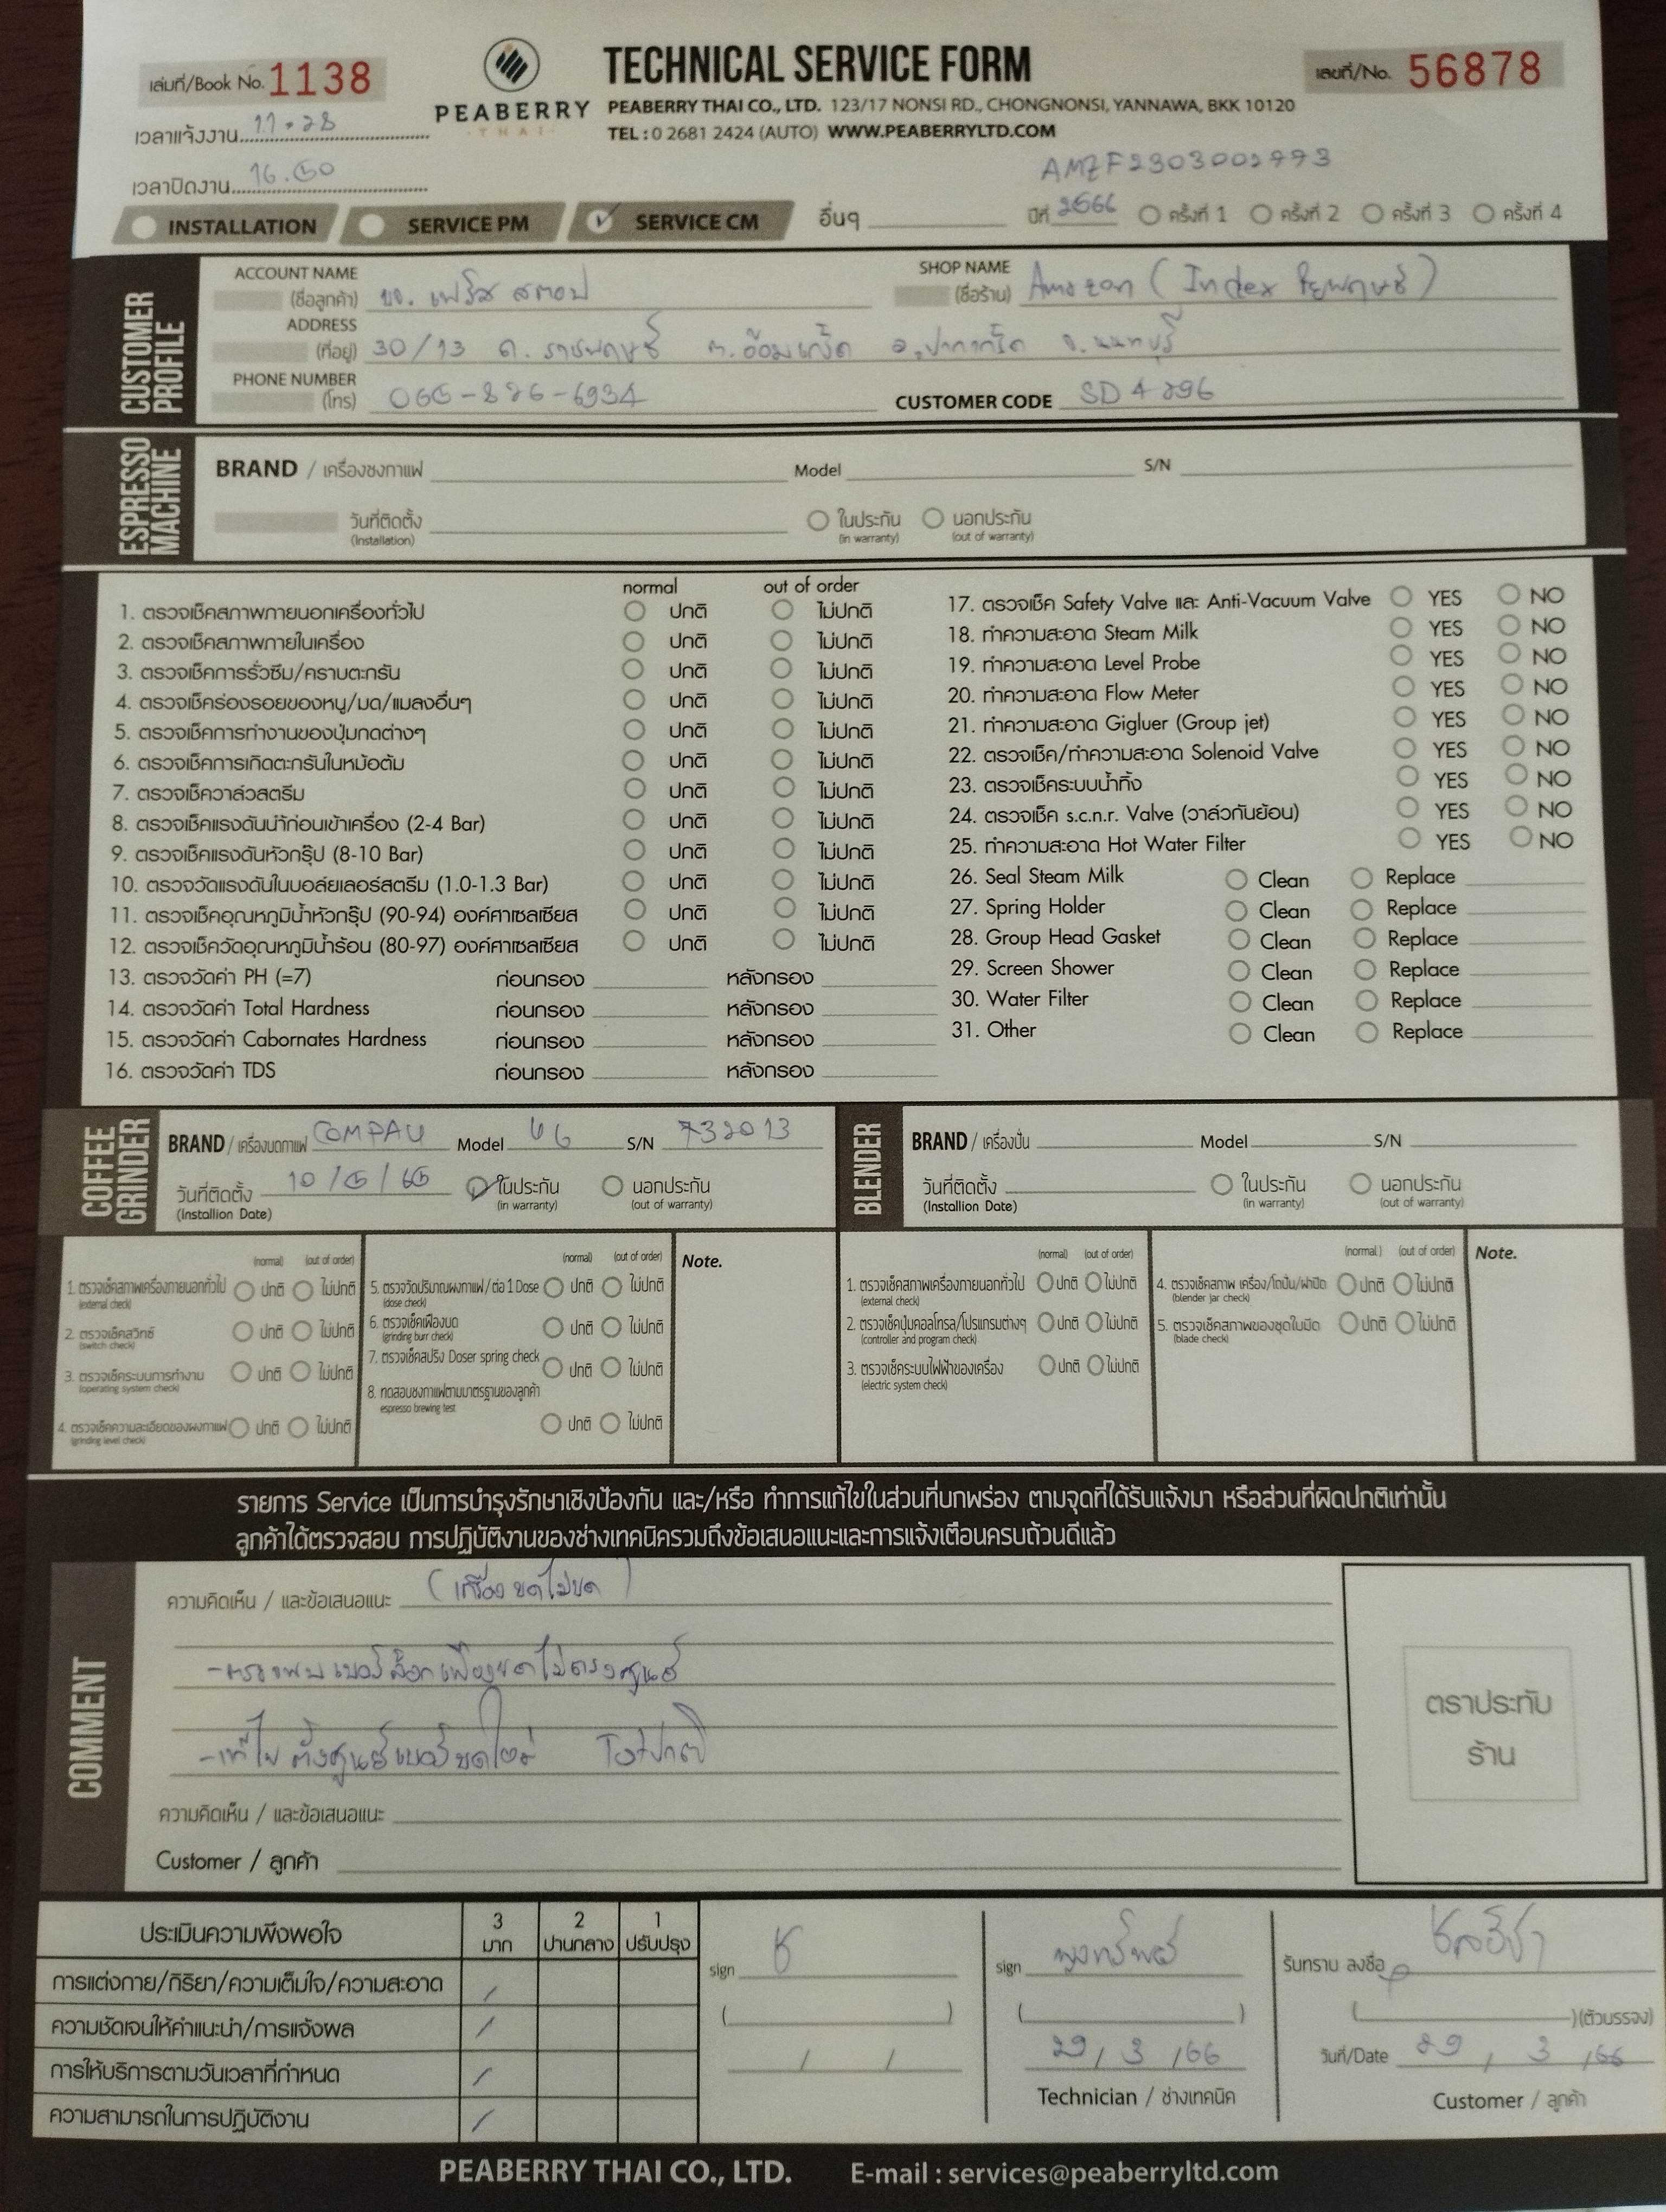 เล่มที่/Book No. 1138
PEABERRY
THAI
TECHNICAL SERVICE FORM
PEABERRY THAI CO., LTD. 123/17 NONSI RD., CHONGNONSI, YANNAWA, BKK 10120
TEL : 0 2681 2424 (AUTO) WWW.PEABERRYLTD.COM
เลขที่/No. 56878
เวลาแจ้งงาน 11.28
เวลาปิดงาน 16.50
AMZF2303002993
INSTALLATION SERVICE PM SERVICE CM อื่นๆ ปีที่ 2566 ครั้งที่ 1 ครั้งที่ 2 ครั้งที่ 3 ครั้งที่ 4
CUSTOMER PROFILE
ACCOUNT NAME (ชื่อลูกค้า) บจ. เฟริส สตอป
SHOP NAME (ชื่อร้าน) Amazon (Index ชัยพฤกษ์)
ADDRESS (ที่อยู่) 30/13 ถ. ราชพฤกษ์ ต.อ้อมเกร็ด อ.ปากเกร็ด จ.นนทบุรี
PHONE NUMBER (โทร) 065-826-6934 CUSTOMER CODE SD4296
ESPRESSO MACHINE
BRAND / เครื่องชงกาแฟ Model S/N
วันที่ติดตั้ง (Installation) ในประกัน (in warranty) นอกประกัน (out of warranty)
normal out of order
1. ตรวจเช็คสภาพภายนอกเครื่องทั่วไป ปกติ ไม่ปกติ
2. ตรวจเช็คสภาพภายในเครื่อง ปกติ ไม่ปกติ
3. ตรวจเช็คการรั่วซึม/คราบตะกรัน ปกติ ไม่ปกติ
4. ตรวจเช็คร่องรอยของหนู/มด/แมลงอื่นๆ ปกติ ไม่ปกติ
5. ตรวจเช็คการทำงานของปุ่มกดต่างๆ ปกติ ไม่ปกติ
6. ตรวจเช็คการเกิดตะกรันในหม้อต้ม ปกติ ไม่ปกติ
7. ตรวจเช็ควาล์วสตรีม ปกติ ไม่ปกติ
8. ตรวจเช็คแรงดันน้ำก่อนเข้าเครื่อง (2-4 Bar) ปกติ ไม่ปกติ
9. ตรวจเช็คแรงดันหัวกรุ๊ป (8-10 Bar) ปกติ ไม่ปกติ
10. ตรวจวัดแรงดันในบอล์ยเลอร์สตรีม (1.0-1.3 Bar) ปกติ ไม่ปกติ
11. ตรวจเช็คอุณหภูมิน้ำหัวกรุ๊ป (90-94) องค์ศาเซลเซียส ปกติ ไม่ปกติ
12. ตรวจเช็ควัดอุณหภูมิน้ำร้อน (80-97) องค์ศาเซลเซียส ปกติ ไม่ปกติ
13. ตรวจวัดค่า PH (=7) ก่อนกรอง หลังกรอง
14. ตรวจวัดค่า Total Hardness ก่อนกรอง หลังกรอง
15. ตรวจวัดค่า Cabornates Hardness ก่อนกรอง หลังกรอง
16. ตรวจวัดค่า TDS ก่อนกรอง หลังกรอง
17. ตรวจเช็ค Safety Valve และ Anti-Vacuum Valve YES NO
18. ทำความสะอาด Steam Milk YES NO
19. ทำความสะอาด Level Probe YES NO
20. ทำความสะอาด Flow Meter YES NO
21. ทำความสะอาด Gigluer (Group jet) YES NO
22. ตรวจเช็ค/ทำความสะอาด Solenoid Valve YES NO
23. ตรวจเช็คระบบน้ำทิ้ง YES NO
24. ตรวจเช็ค s.c.n.r. Valve (วาล์วกันย้อน) YES NO
25. ทำความสะอาด Hot Water Filter YES NO
26. Seal Steam Milk Clean Replace
27. Spring Holder Clean Replace
28. Group Head Gasket Clean Replace
29. Screen Shower Clean Replace
30. Water Filter Clean Replace
31. Other Clean Replace
COFFEE GRINDER
BRAND / เครื่องบดกาแฟ COMPAU Model V6 S/N 732013
วันที่ติดตั้ง (Installion Date) 10/5/65 ในประกัน (in warranty) นอกประกัน (out of warranty)
BLENDER
BRAND / เครื่องปั่น Model S/N
วันที่ติดตั้ง (Installion Date) ในประกัน (in warranty) นอกประกัน (out of warranty)
(normal) (out of order)
1. ตรวจเช็คสภาพเครื่องภายนอกทั่วไป (external check) ปกติ ไม่ปกติ
2. ตรวจเช็คสวิทซ์ (switch check) ปกติ ไม่ปกติ
3. ตรวจเช็คระบบการทำงาน (operating system check) ปกติ ไม่ปกติ
4. ตรวจเช็คความละเอียดของผงกาแฟ (grinding level check) ปกติ ไม่ปกติ
(normal) (out of order)
5. ตรวจวัดปริมาณผงกาแฟ/ต่อ 1 Dose (dose check) ปกติ ไม่ปกติ
6. ตรวจเช็คเฟืองบด (grinding burr check) ปกติ ไม่ปกติ
7. ตรวจเช็คสปริง Doser spring check ปกติ ไม่ปกติ
8. ทดสอบชงกาแฟตามมาตรฐานของลูกค้า espresso brewing test ปกติ ไม่ปกติ
Note.
(normal) (out of order)
1. ตรวจเช็คสภาพเครื่องภายนอกทั่วไป (external check) ปกติ ไม่ปกติ
2. ตรวจเช็คปุ่มคอลโทรล/โปรแกรมต่างๆ (controller and program check) ปกติ ไม่ปกติ
3. ตรวจเช็คระบบไฟฟ้าของเครื่อง (electric system check) ปกติ ไม่ปกติ
(normal) (out of order)
4. ตรวจเช็คสภาพ เครื่อง/โถปั่น/ฝาปิด (blender jar check) ปกติ ไม่ปกติ
5. ตรวจเช็คสภาพของชุดใบมีด (blade check) ปกติ ไม่ปกติ
Note.
รายการ Service เป็นการบำรุงรักษาเชิงป้องกัน และ/หรือ ทำการแก้ไขในส่วนที่บกพร่อง ตามจุดที่ได้รับแจ้งมา หรือส่วนที่ผิดปกติเท่านั้น
ลูกค้าได้ตรวจสอบ การปฏิบัติงานของช่างเทคนิครวมถึงข้อเสนอแนะและการแจ้งเตือนครบถ้วนดีแล้ว
COMMENT
ความคิดเห็น / และข้อเสนอแนะ (เครื่องบดไม่บด)
-ตรวจพบ เบอร์ล็อกเฟืองบดไม่ตรงศูนย์
-แก้ไข ตั้งศูนย์เบอร์บดใหม่ ใช้ปกติ
ความคิดเห็น / และข้อเสนอแนะ
Customer / ลูกค้า
ตราประทับ
ร้าน
ประเมินความพึงพอใจ 3 มาก 2 ปานกลาง 1 ปรับปรุง
การแต่งกาย/กิริยา/ความเต็มใจ/ความสะอาด /
ความชัดเจนให้คำแนะนำ/การแจ้งผล /
การให้บริการตามวันเวลาที่กำหนด /
ความสามารถในการปฏิบัติงาน /
sign
( )
/ /
sign
( )
29 / 3 / 66
Technician / ช่างเทคนิค
รับทราบ ลงชื่อ
( ) (ตัวบรรจง)
วันที่/Date 29 / 3 / 66
Customer / ลูกค้า
PEABERRY THAI CO., LTD. E-mail : services@peaberryltd.com